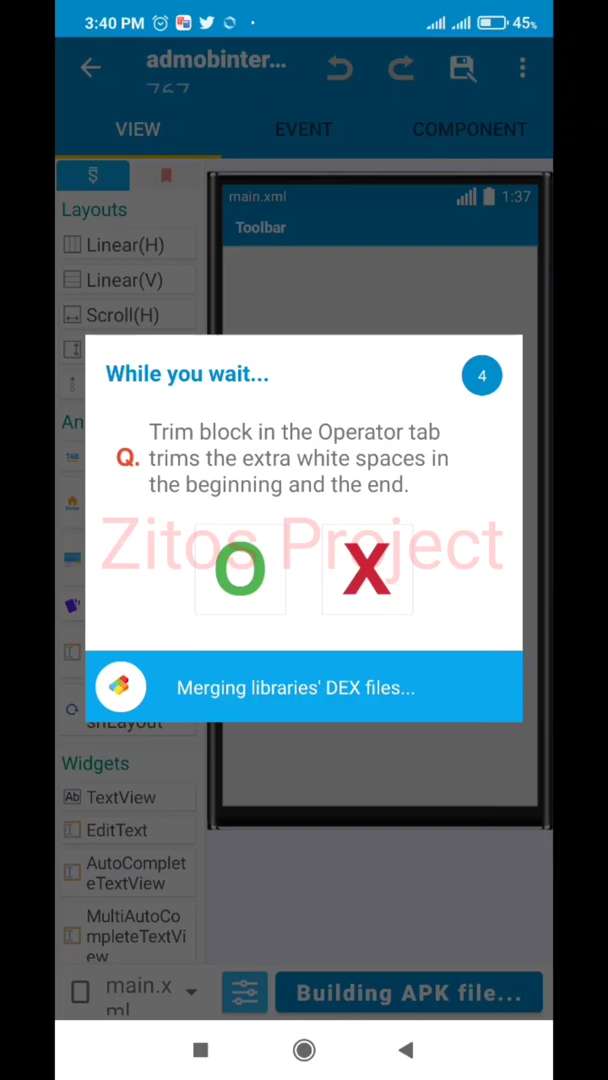 3:40 PM
45%
admobinter...
VIEW
EVENT
COMPONENT
Layouts
main.xml
1:37
Linear(H)
Toolbar
Linear(V)
Scroll(H)
While you wait...
4
An
Q.
Trim block in the Operator tab
trims the extra white spaces in
the beginning and the end.
TAB
Zitos Project
O
X
Merging libraries' DEX files...
Widgets
Ab TextView
EditText
AutoComplet
eTextView
MultiAutoCo
mpleteTextVi
ew
main.x
ml
Building APK file...